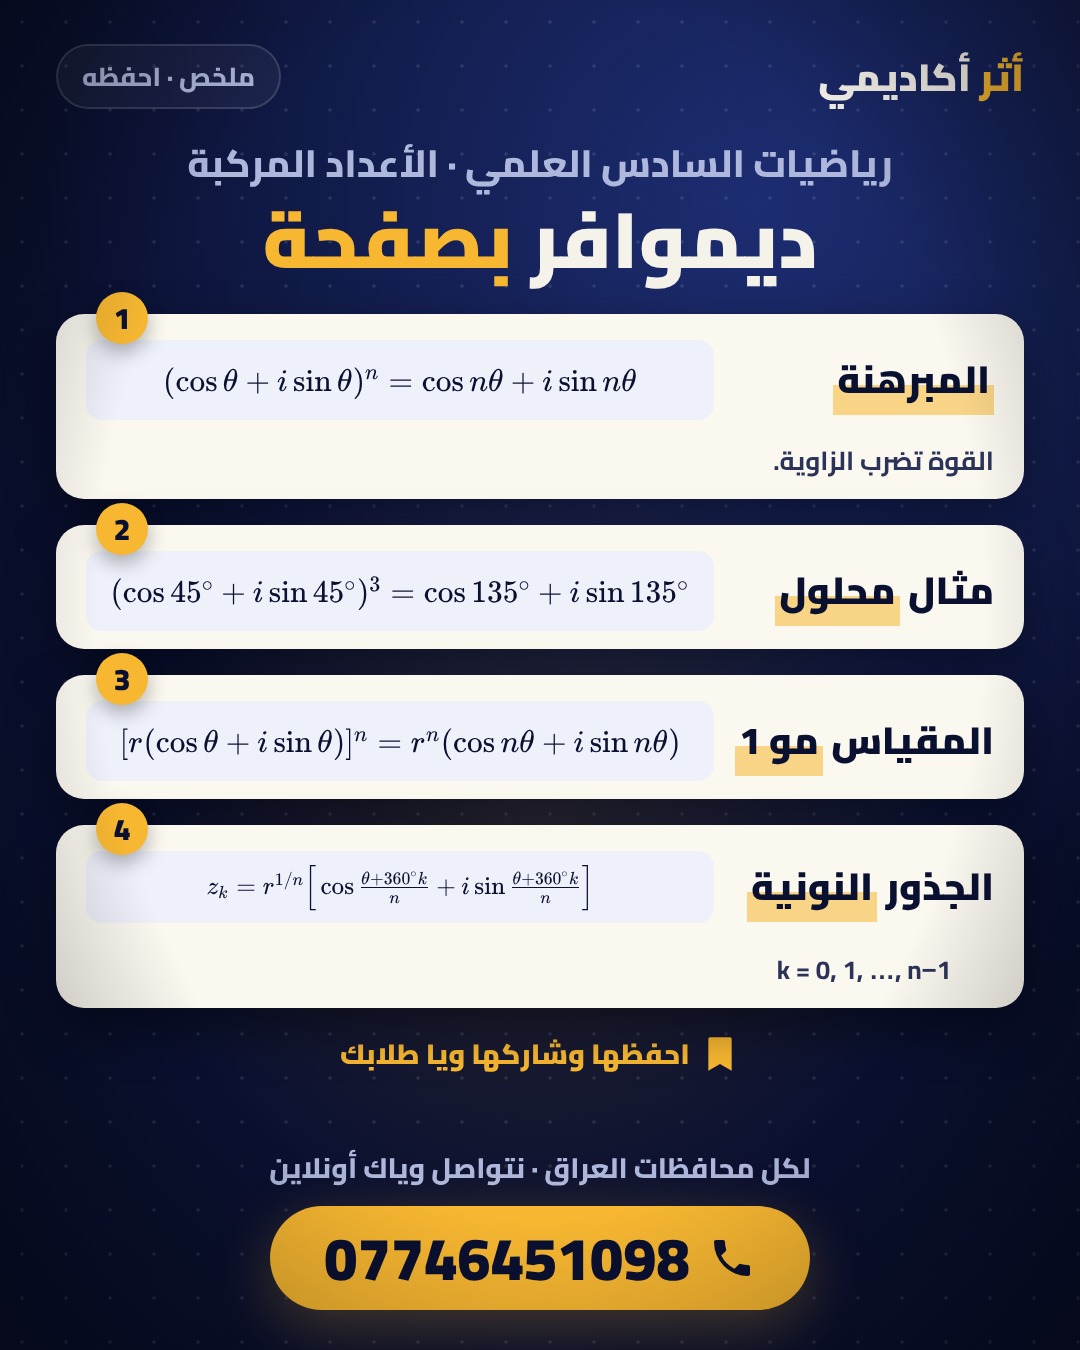 أثر أكاديمي
ملخص · احفظه
رياضيات السادس العلمي · الأعداد المركبة
ديموافر بصفحة
1
المبرهنة
(cos θ + i sin θ)ⁿ = cos nθ + i sin nθ
القوة تضرب الزاوية.
2
مثال محلول
(cos 45° + i sin 45°)³ = cos 135° + i sin 135°
3
المقياس مو 1
[r(cos θ + i sin θ)]ⁿ = rⁿ(cos nθ + i sin nθ)
4
الجذور النونية
z_k = r^{1/n}[cos (θ+360°k)/n + i sin (θ+360°k)/n]
k = 0, 1, …, n−1
احفظها وشاركها ويا طلابك
لكل محافظات العراق · نتواصل وياك أونلاين
07746451098